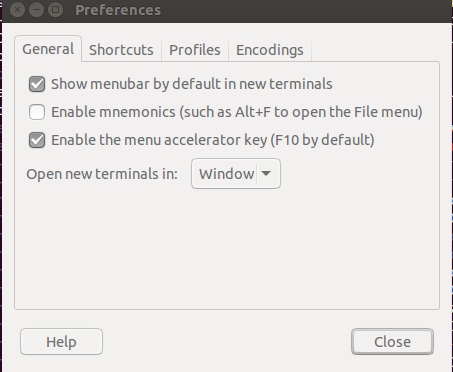 Preferences
General Shortcuts Profiles Encodings
Show menubar by default in new terminals
Enable mnemonics (such as Alt+F to open the File menu)
Enable the menu accelerator key (F10 by default)
Open new terminals in: Window
Help Close